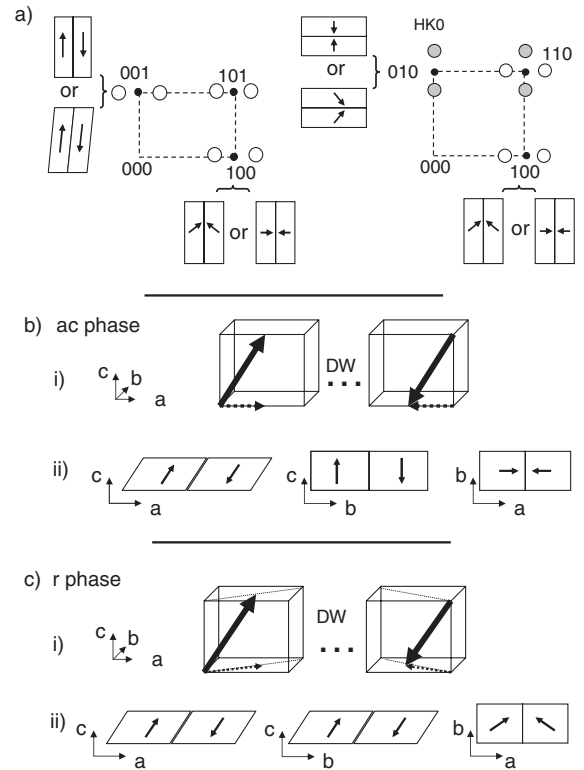 a)
or
001
101
000
100
or
HK0
or
010
110
000
100
or
b) ac phase
i)
c
b
a
DW
...
ii)
c
a
c
b
b
a
c) r phase
i)
c
b
a
DW
...
ii)
c
a
c
b
b
a